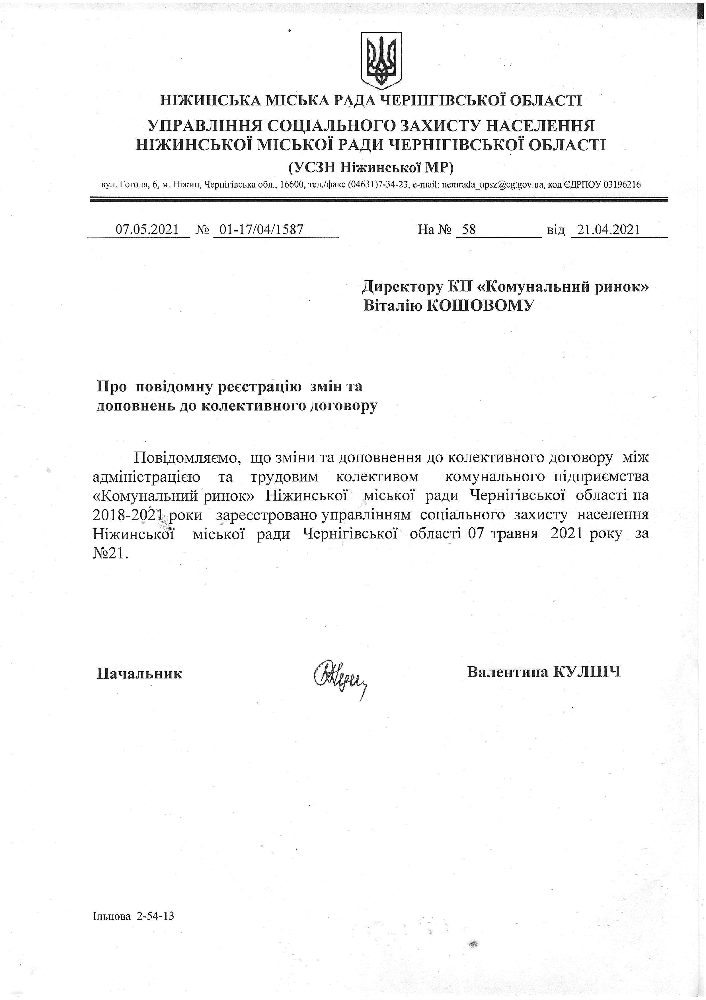 НІЖИНСЬКА МІСЬКА РАДА ЧЕРНІГІВСЬКОЇ ОБЛАСТІ
УПРАВЛІННЯ СОЦІАЛЬНОГО ЗАХИСТУ НАСЕЛЕННЯ
НІЖИНСЬКОЇ МІСЬКОЇ РАДИ ЧЕРНІГІВСЬКОЇ ОБЛАСТІ
(УСЗН Ніжинської МР)
вул. Гоголя, 6, м. Ніжин, Чернігівська обл., 16600, тел./факс (04631)7-34-23, e-mail: nemrada_upsz@cg.gov.ua, код ЄДРПОУ 03196216
07.05.2021 № 01-17/04/1587 На № 58 від 21.04.2021
Директору КП «Комунальний ринок»
Віталію КОШОВОМУ
Про повідомну реєстрацію змін та
доповнень до колективного договору
Повідомляємо, що зміни та доповнення до колективного договору між
адміністрацією та трудовим колективом комунального підприємства
«Комунальний ринок» Ніжинської міської ради Чернігівської області на
2018-2021 роки зареєстровано управлінням соціального захисту населення
Ніжинської міської ради Чернігівської області 07 травня 2021 року за
№21.
Начальник Валентина КУЛІНЧ
Ільцова 2-54-13